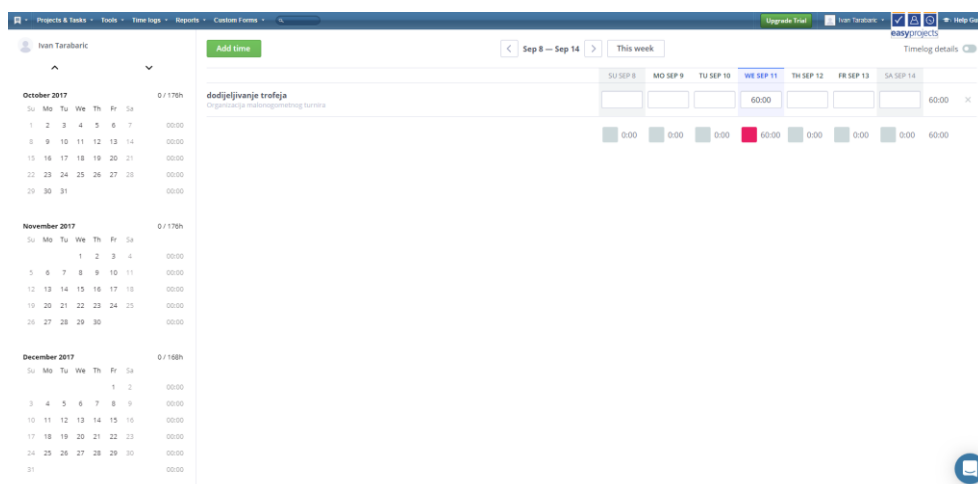 Projects & Tasks Tools Time logs Reports Custom Forms Upgrade Trial Ivan Tarabaric Help Ge
easyprojects
Ivan Tarabaric
Add time
Sep 8 — Sep 14
This week
Timelog details
SU SEP 8 MO SEP 9 TU SEP 10 WE SEP 11 TH SEP 12 FR SEP 13 SA SEP 14
dodijeljivanje trofeja
Organizacija malonogometnog turnira
60:00 60:00
0:00 0:00 0:00 60:00 0:00 0:00 0:00 60:00
October 2017 0 / 176h
Su Mo Tu We Th Fr Sa
1 2 3 4 5 6 7 00:00
8 9 10 11 12 13 14 00:00
15 16 17 18 19 20 21 00:00
22 23 24 25 26 27 28 00:00
29 30 31 00:00
November 2017 0 / 176h
Su Mo Tu We Th Fr Sa
1 2 3 4 00:00
5 6 7 8 9 10 11 00:00
12 13 14 15 16 17 18 00:00
19 20 21 22 23 24 25 00:00
26 27 28 29 30 00:00
December 2017 0 / 168h
Su Mo Tu We Th Fr Sa
1 2 00:00
3 4 5 6 7 8 9 00:00
10 11 12 13 14 15 16 00:00
17 18 19 20 21 22 23 00:00
24 25 26 27 28 29 30 00:00
31 00:00